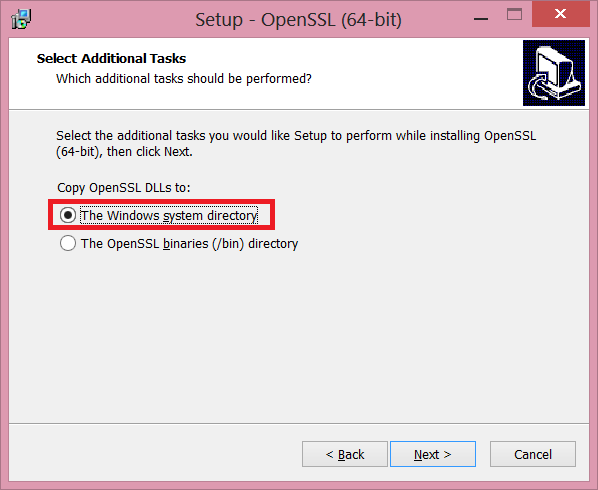 Setup - OpenSSL (64-bit)
Select Additional Tasks
Which additional tasks should be performed?
Select the additional tasks you would like Setup to perform while installing OpenSSL
(64-bit), then click Next.
Copy OpenSSL DLLs to:
The Windows system directory
The OpenSSL binaries (/bin) directory
< Back
Next >
Cancel